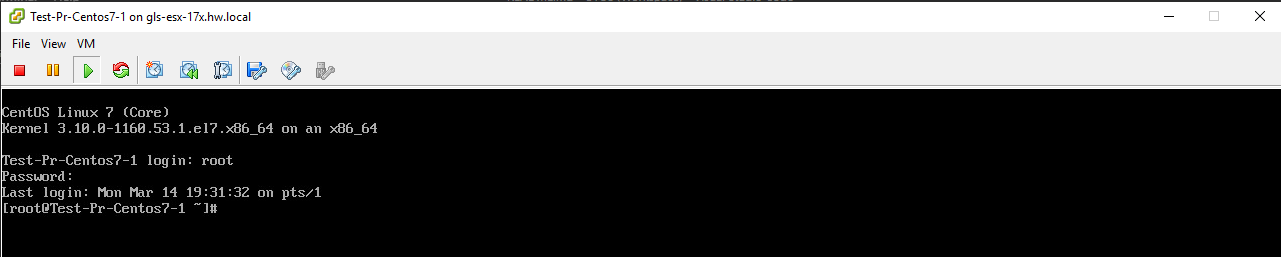 Test-Pr-Centos7-1 on gls-esx-17x.hw.local
File View VM
CentOS Linux 7 (Core)
Kernel 3.10.0-1160.53.1.el7.x86_64 on an x86_64
Test-Pr-Centos7-1 login: root
Password:
Last login: Mon Mar 14 19:31:32 on pts/1
[root@Test-Pr-Centos7-1 ~]#